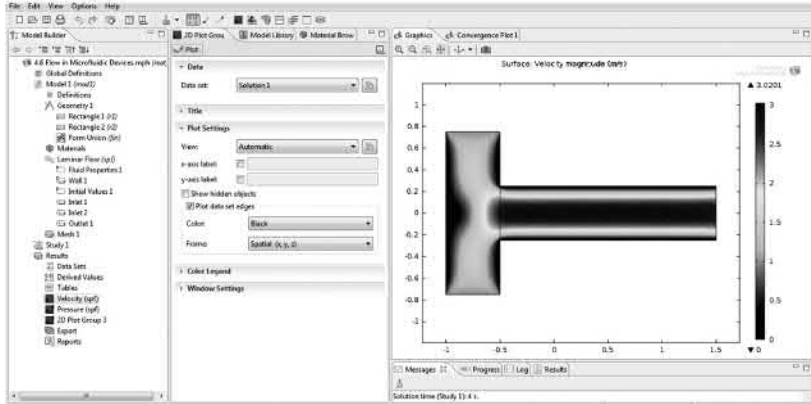 File Edit View Options Help
Model Builder
4.6 Flow in Microfluidic Devices.mph (root)
Global Definitions
Model 1 (mod1)
Definitions
Geometry 1
Rectangle 1 (r1)
Rectangle 2 (r2)
Form Union (fin)
Materials
Laminar Flow (spf)
Fluid Properties 1
Wall 1
Initial Values 1
Inlet 1
Inlet 2
Outlet 1
Mesh 1
Study 1
Results
Data Sets
Derived Values
Tables
Velocity (spf)
Pressure (spf)
2D Plot Group 3
Export
Reports
2D Plot Grou Model Library Material Brow
Plot
Data
Data set: Solution 1
Title
Plot Settings
View: Automatic
x-axis label:
y-axis label:
Show hidden objects
Plot data set edges
Color: Black
Frame: Spatial (x, y, z)
Color Legend
Window Settings
Graphics Convergence Plot 1
Surface: Velocity magnitude (m/s)
▲ 3.0201
3
2.5
2
1.5
1
0.5
0
▼ 0
1
0.8
0.6
0.4
0.2
0
-0.2
-0.4
-0.6
-0.8
-1
-1 -0.5 0 0.5 1 1.5
Messages Progress Log Results
Solution time (Study 1): 4 s.